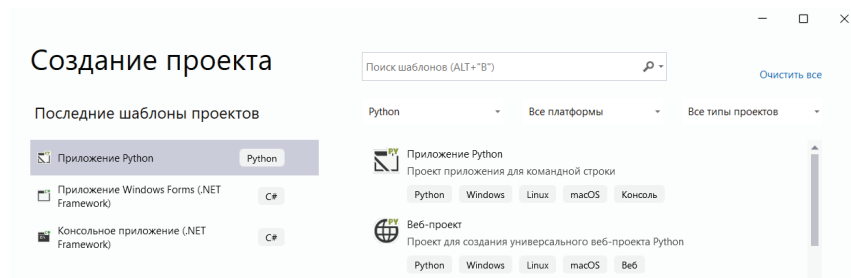 Создание проекта
Поиск шаблонов (ALT+"B")
Очистить все
Последние шаблоны проектов
Python
Все платформы
Все типы проектов
Приложение Python
Python
Приложение Windows Forms (.NET
Framework)
C#
Консольное приложение (.NET
Framework)
C#
PY
Приложение Python
Проект приложения для командной строки
Python Windows Linux macOS Консоль
PY
Веб-проект
Проект для создания универсального веб-проекта Python
Python Windows Linux macOS Веб